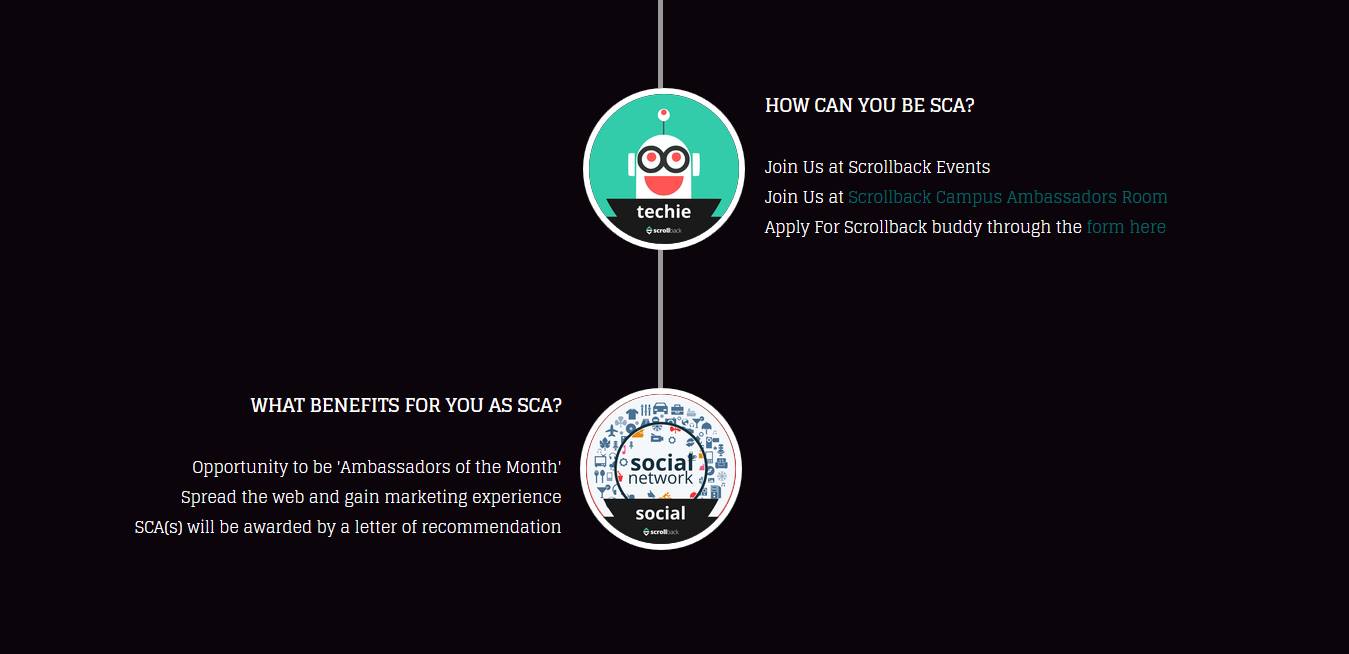 HOW CAN YOU BE SCA?
Join Us at Scrollback Events
Join Us at Scrollback Campus Ambassadors Room
Apply For Scrollback buddy through the form here
techie
scrollback
WHAT BENEFITS FOR YOU AS SCA?
Opportunity to be 'Ambassadors of the Month'
Spread the web and gain marketing experience
SCA(s) will be awarded by a letter of recommendation
social
network
social
scrollback